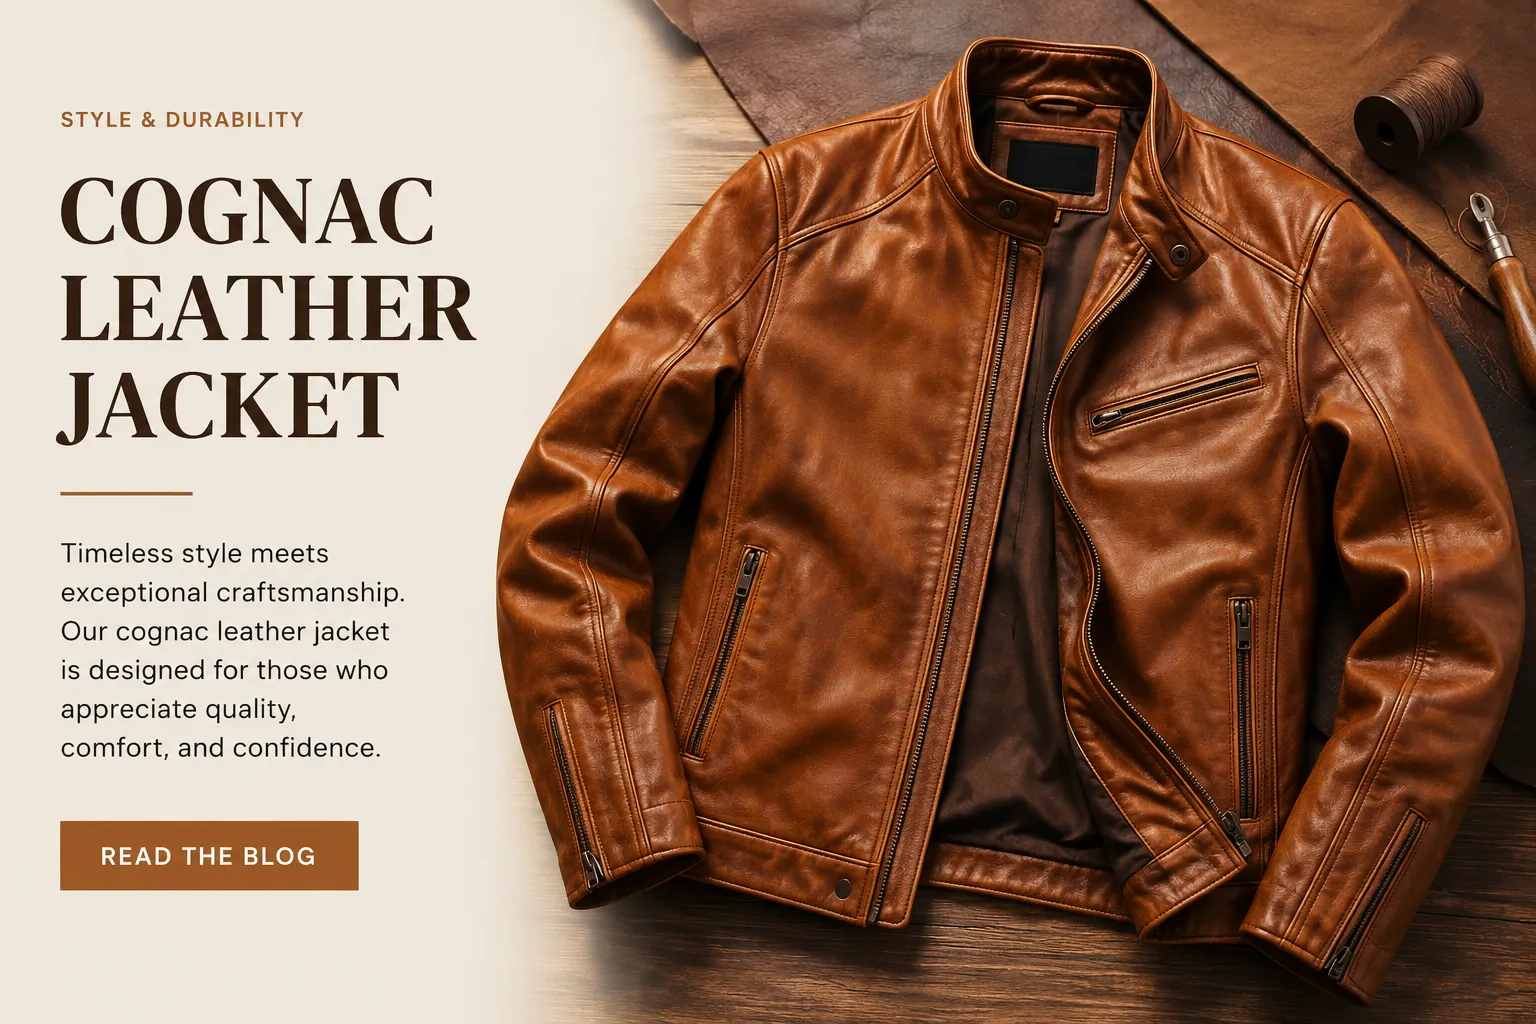 STYLE & DURABILITY
COGNAC
LEATHER
JACKET
Timeless style meets
exceptional craftsmanship.
Our cognac leather jacket
is designed for those who
appreciate quality,
comfort, and confidence.
READ THE BLOG